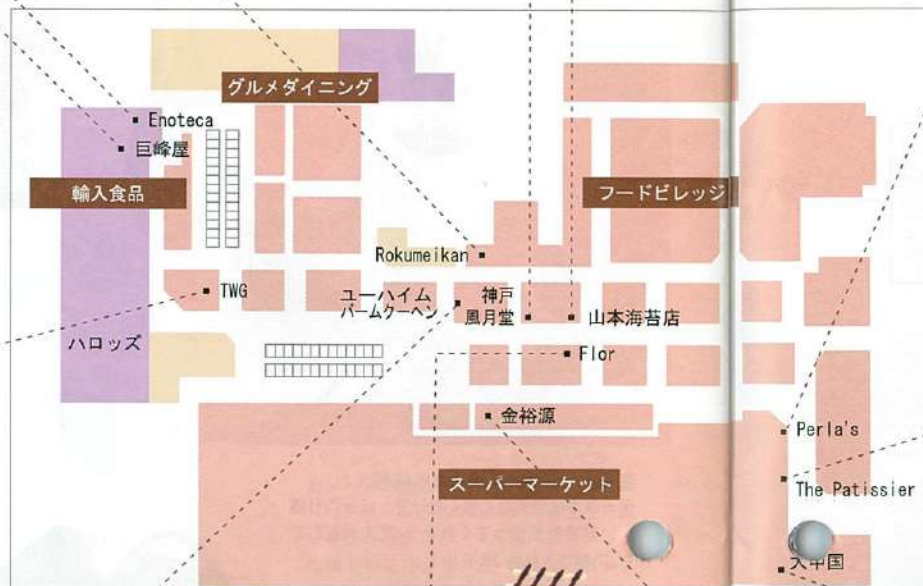 グルメダイニング
Enoteca
巨峰屋
輸入食品
フードビレッジ
Rokumeikan
TWG
ユーハイム
バームクーヘン
神戸
風月堂
山本海苔店
ハロッズ
Flor
金裕源
Perla's
スーパーマーケット
The Patissier
大中国